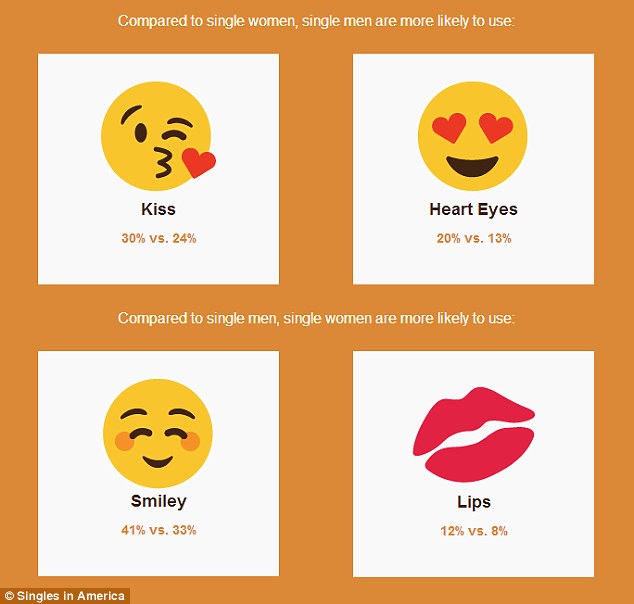 Compared to single women, single men are more likely to use:
Kiss
30% vs. 24%
Heart Eyes
20% vs. 13%
Compared to single men, single women are more likely to use:
Smiley
41% vs. 33%
Lips
12% vs. 8%
© Singles in America